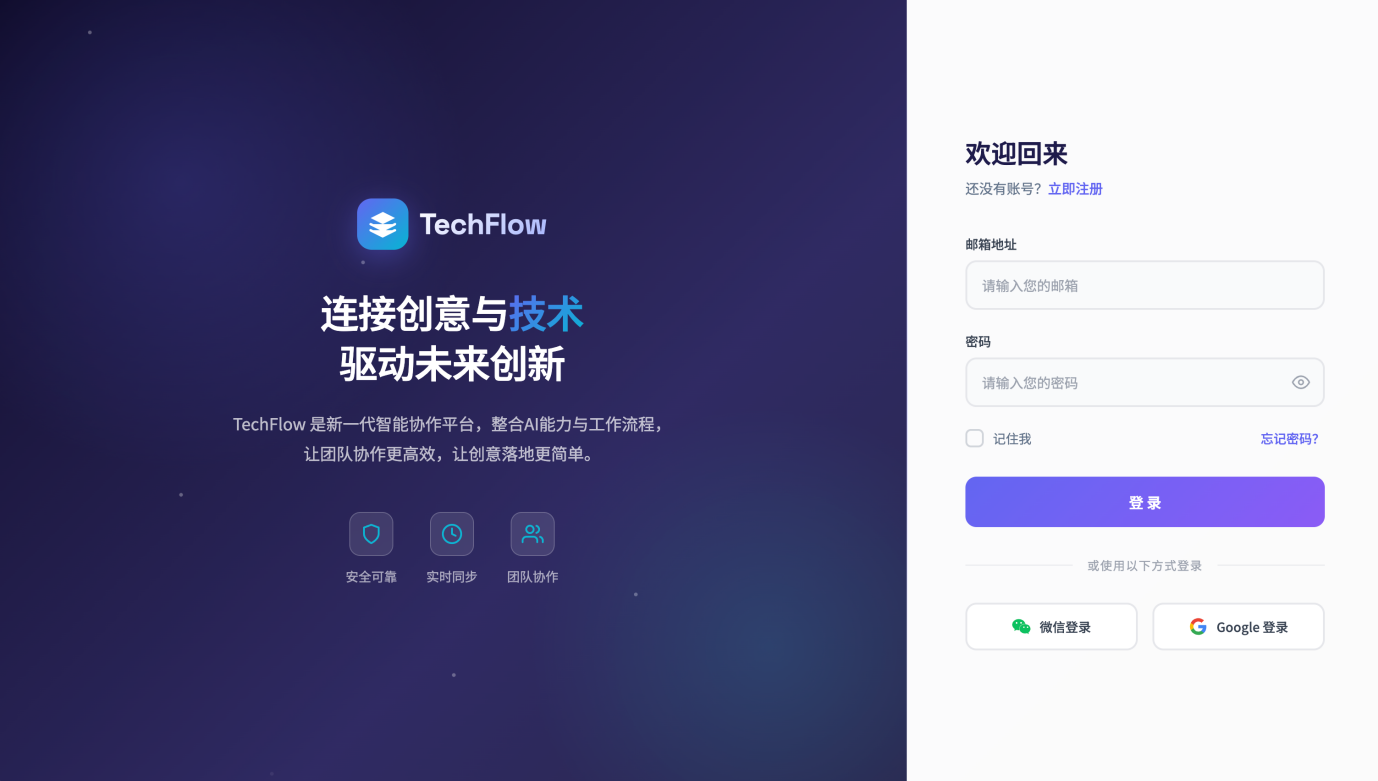 TechFlow
连接创意与技术
驱动未来创新
TechFlow 是新一代智能协作平台，整合AI能力与工作流程，
让团队协作更高效，让创意落地更简单。
安全可靠
实时同步
团队协作
欢迎回来
还没有账号？立即注册
邮箱地址
请输入您的邮箱
密码
请输入您的密码
记住我
忘记密码？
登 录
或使用以下方式登录
微信登录
Google 登录